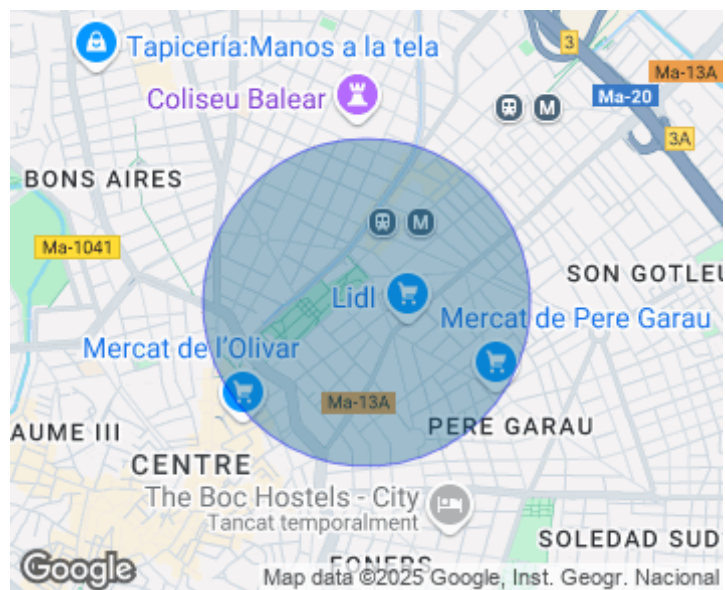 3
Tapicería:Manos a la tela
Ma-13A
Coliseu Balear
Ma-20
M
3A
BONS AIRES
M
Ma-1041
SON GOTLEU
Lidl
Mercat de Pere Garau
Mercat de l'Olivar
Ma-13A
AUME III
PERE GARAU
CENTRE
The Boc Hostels - City
Tancat temporalment
SOLEDAD SUD
FONERS
Google
Map data ©2025 Google, Inst. Geogr. Nacional